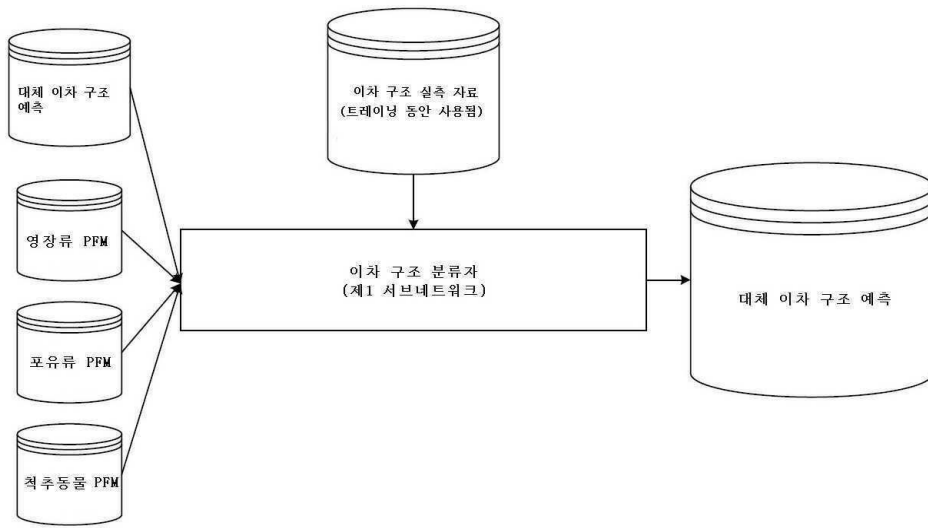 대체 이차 구조
예측
영장류 PFM
포유류 PFM
척추동물 PFM
이차 구조 실측 자료
(트레이닝 동안 사용됨)
이차 구조 분류자
(제1 서브네트워크)
대체 이차 구조 예측